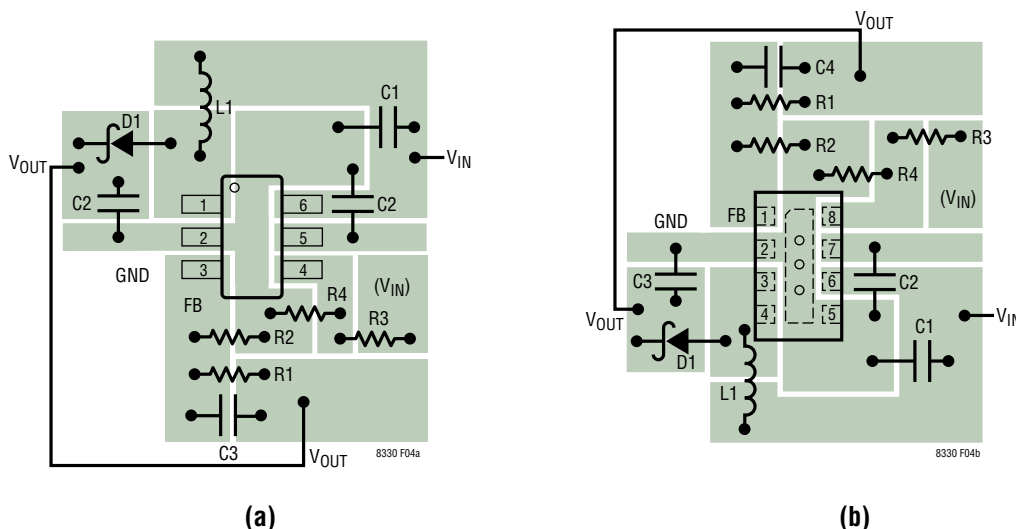 C1
L1
D1
VOUT
VIN
C2
1
6
C2
2
5
GND
3
4
(VIN)
FB
R4
R3
R2
R1
C3
VOUT
8330 F04a
(a)
VOUT
C4
R1
R2
R3
R4
(VIN)
GND
FB
1
8
2
7
C3
3
6
C2
4
5
VOUT
VIN
C1
D1
L1
8330 F04b
(b)